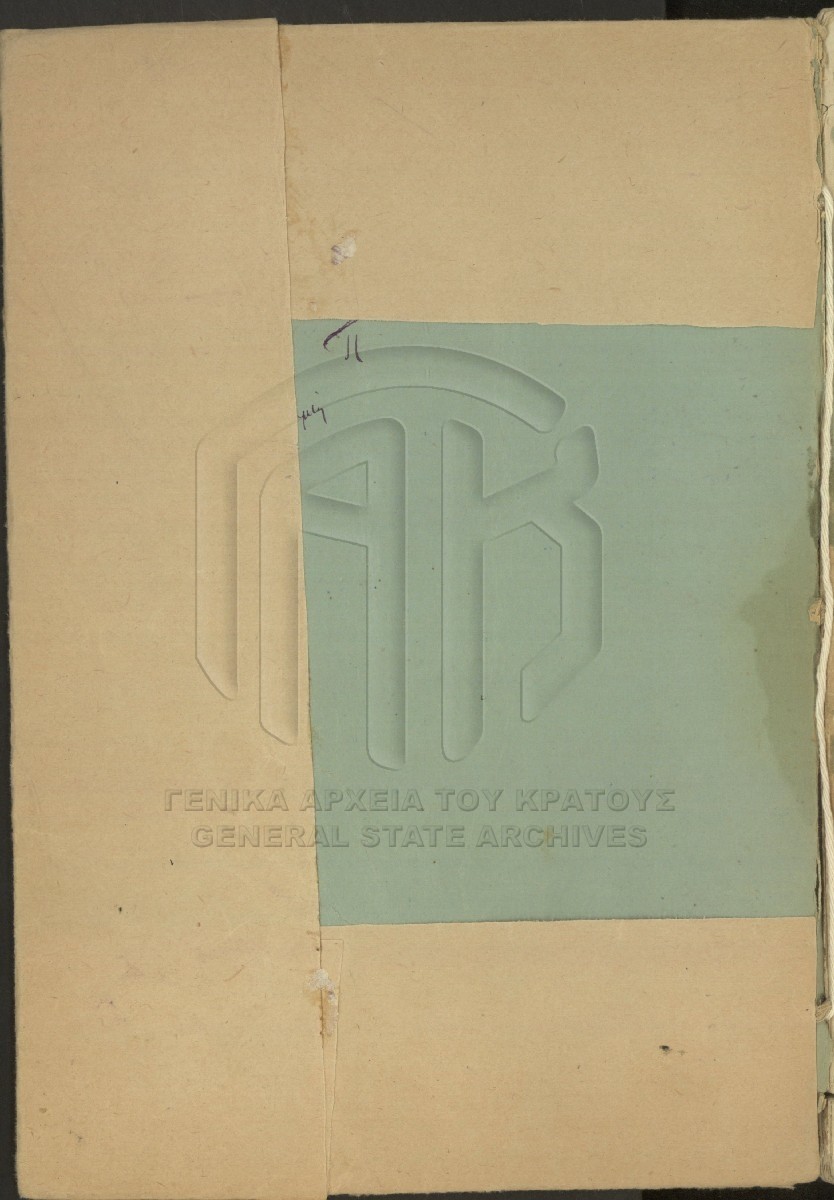 ΓΕΝΙΚΑ ΑΡΧΕΙΑ ΤΟΥ ΚΡΑΤΟΥΣ
GENERAL STATE ARCHIVES